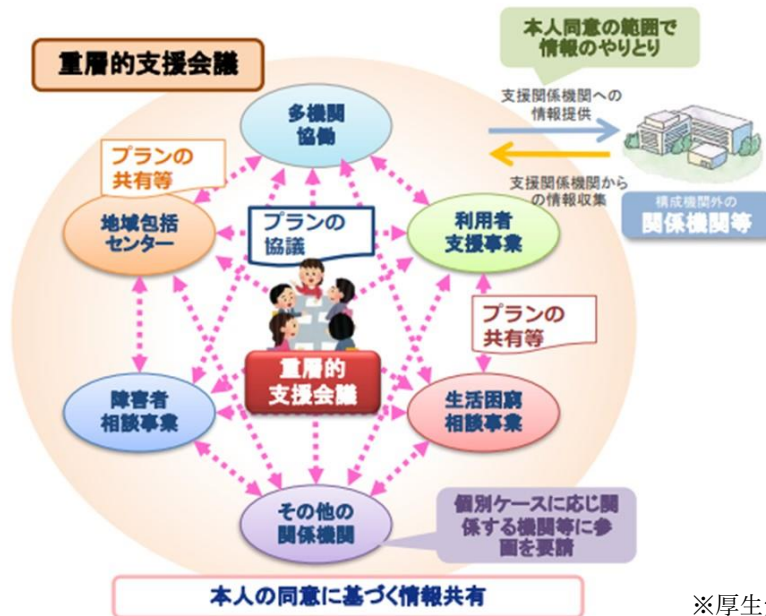 重層的支援会議
本人同意の範囲で
情報のやりとり
多機関
協働
支援関係機関への
情報提供
プランの
共有等
支援関係機関から
の情報収集
構成機関外の
関係機関等
地域包括
センター
プランの
協議
利用者
支援事業
プランの
共有等
重層的
支援会議
障害者
相談事業
生活困窮
相談事業
その他の
関係機関
個別ケースに応じ関
係する機関等に参
画を要請
本人の同意に基づく情報共有
※厚生